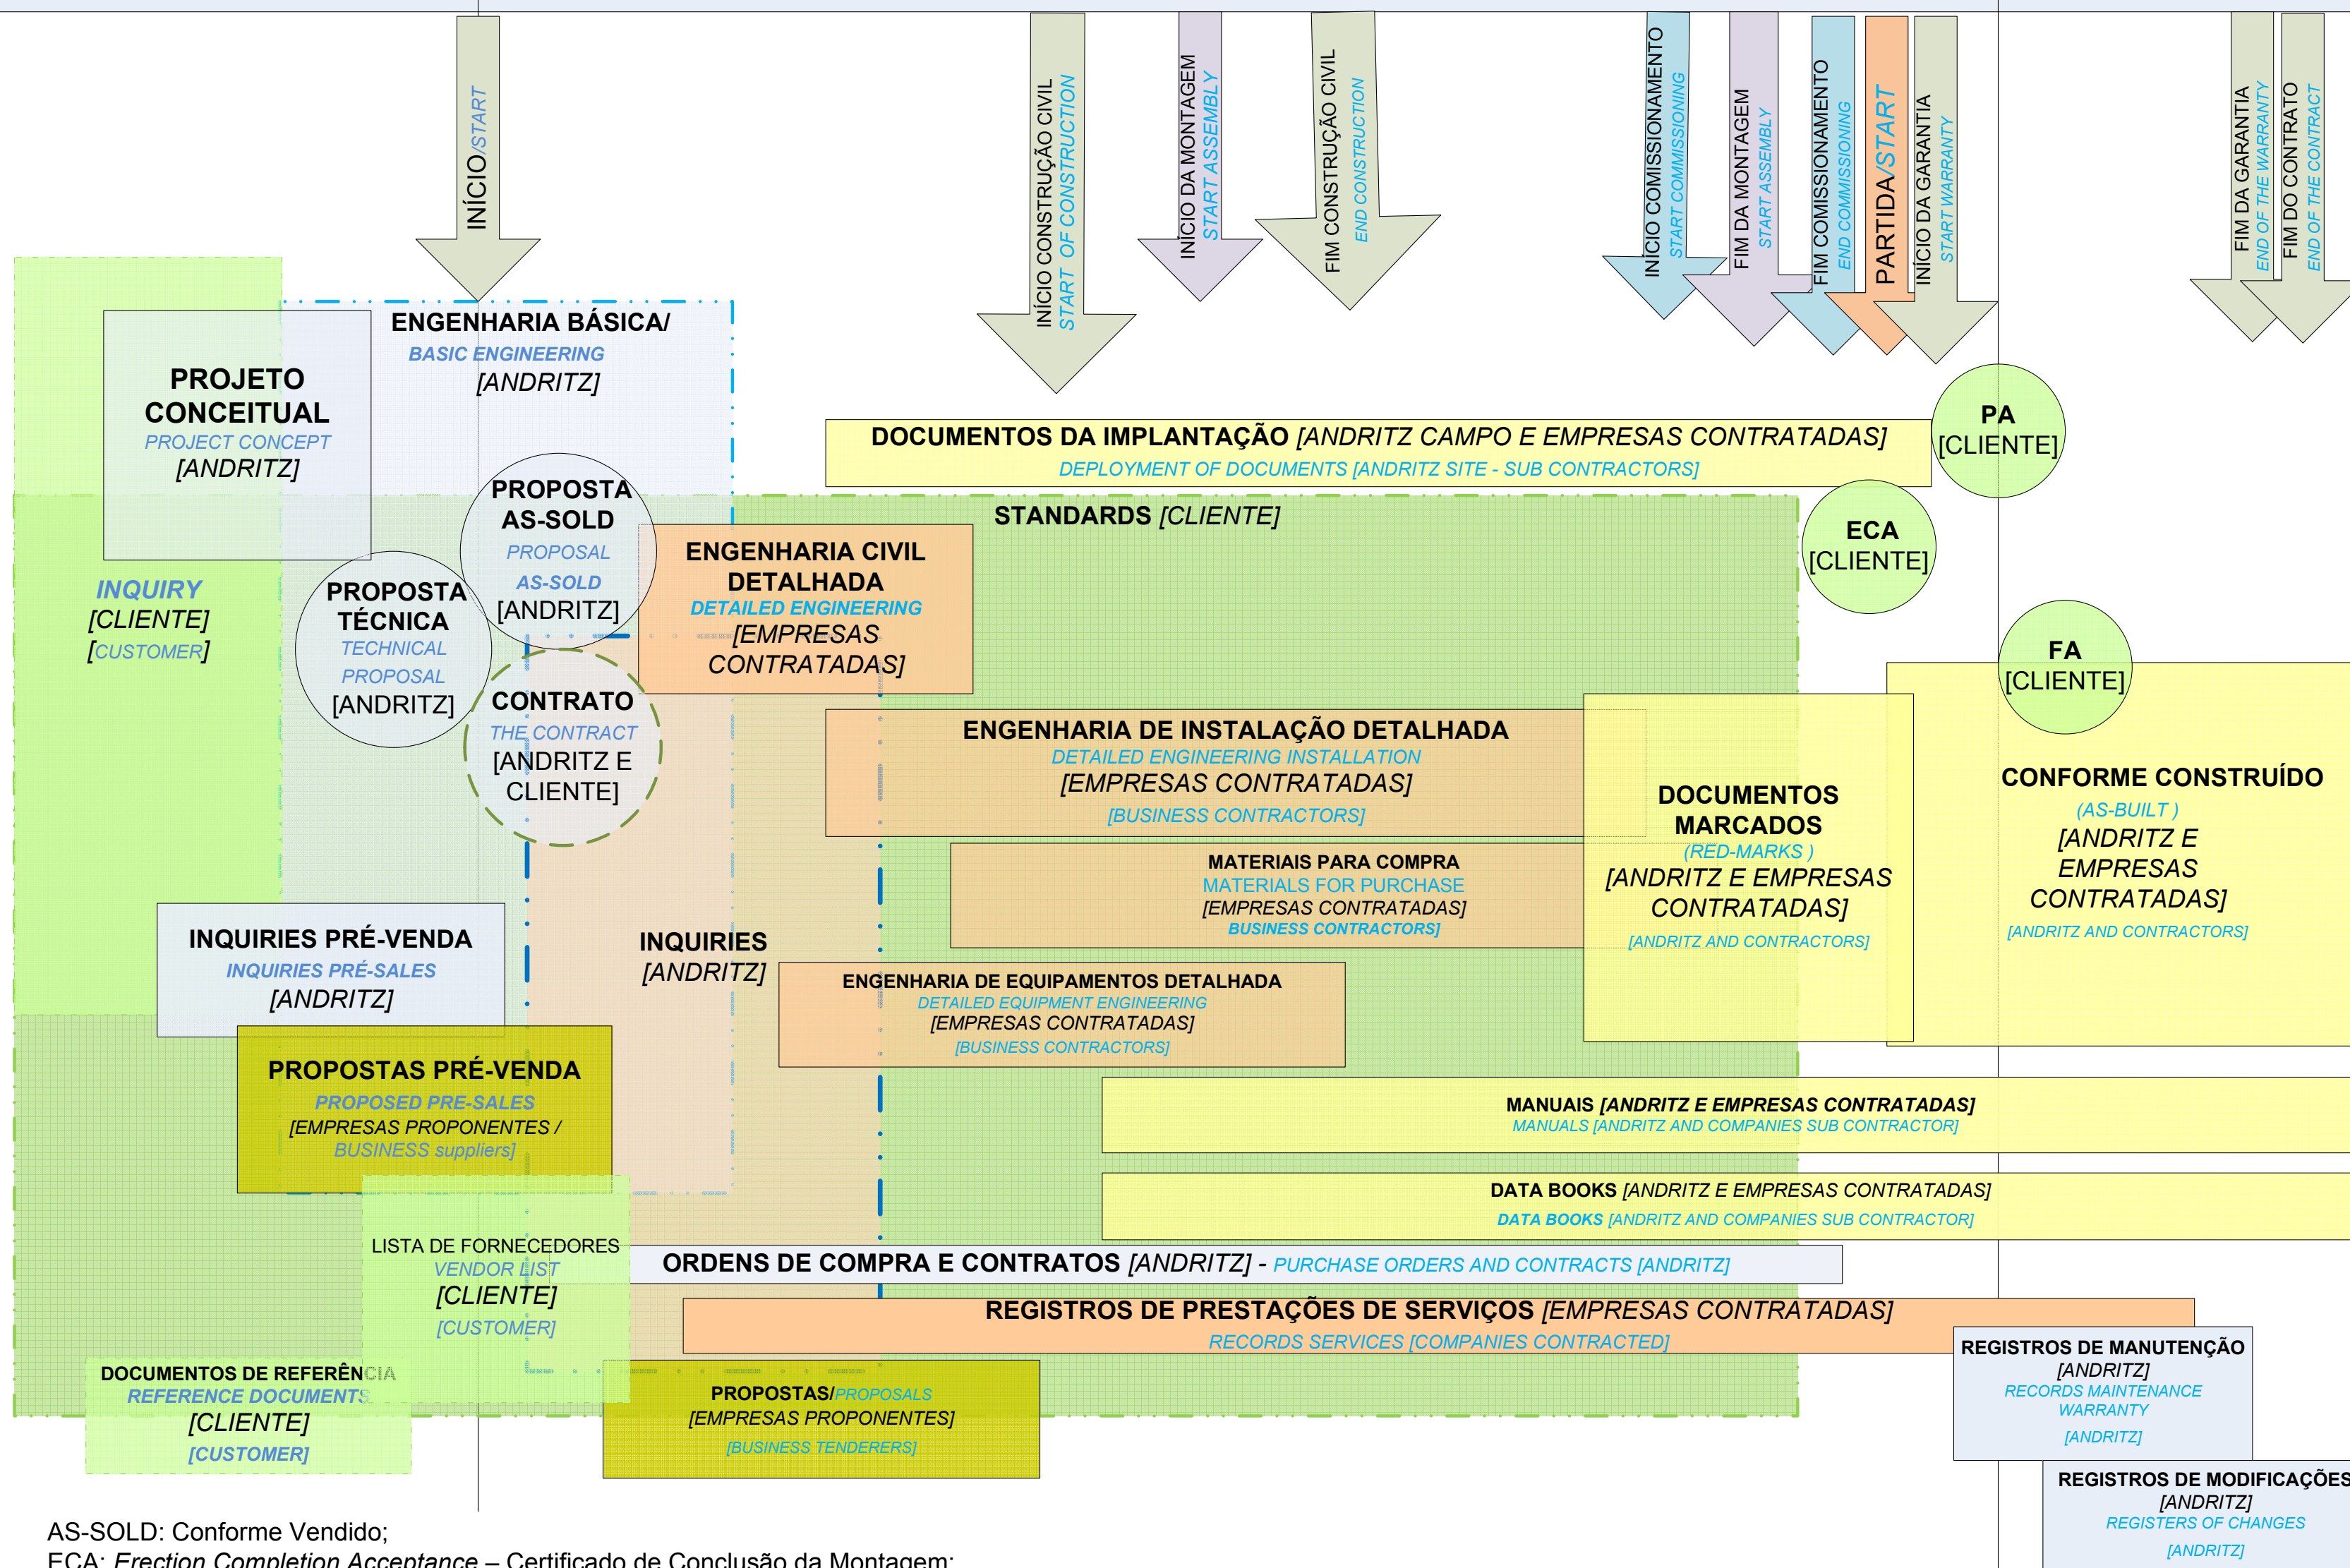 INÍCIO/START
INÍCIO CONSTRUÇÃO CIVIL
START OF CONSTRUCTION
INÍCIO DA MONTAGEM
START ASSEMBLY
FIM CONSTRUÇÃO CIVIL
END CONSTRUCTION
INÍCIO COMISSIONAMENTO
START COMMISSIONING
FIM DA MONTAGEM
START ASSEMBLY
FIM COMISSIONAMENTO
END COMMISSIONING
PARTIDA/START
INÍCIO DA GARANTIA
START WARRANTY
FIM DA GARANTIA
END OF THE WARRANTY
FIM DO CONTRATO
END OF THE CONTRACT
PROJETO
CONCEITUAL
PROJECT CONCEPT
[ANDRITZ]
ENGENHARIA BÁSICA/
BASIC ENGINEERING
[ANDRITZ]
DOCUMENTOS DA IMPLANTAÇÃO [ANDRITZ CAMPO E EMPRESAS CONTRATADAS]
DEPLOYMENT OF DOCUMENTS [ANDRITZ SITE - SUB CONTRACTORS]
PA
[CLIENTE]
STANDARDS [CLIENTE]
ECA
[CLIENTE]
FA
[CLIENTE]
INQUIRY
[CLIENTE]
[CUSTOMER]
PROPOSTA
TÉCNICA
TECHNICAL
PROPOSAL
[ANDRITZ]
PROPOSTA
AS-SOLD
PROPOSAL
AS-SOLD
[ANDRITZ]
ENGENHARIA CIVIL
DETALHADA
DETAILED ENGINEERING
[EMPRESAS
CONTRATADAS]
CONTRATO
THE CONTRACT
[ANDRITZ E
CLIENTE]
ENGENHARIA DE INSTALAÇÃO DETALHADA
DETAILED ENGINEERING INSTALLATION
[EMPRESAS CONTRATADAS]
[BUSINESS CONTRACTORS]
DOCUMENTOS
MARCADOS
(RED-MARKS )
[ANDRITZ E EMPRESAS
CONTRATADAS]
[ANDRITZ AND CONTRACTORS]
CONFORME CONSTRUÍDO
(AS-BUILT )
[ANDRITZ E
EMPRESAS
CONTRATADAS]
[ANDRITZ AND CONTRACTORS]
MATERIAIS PARA COMPRA
MATERIALS FOR PURCHASE
[EMPRESAS CONTRATADAS]
BUSINESS CONTRACTORS]
INQUIRIES PRÉ-VENDA
INQUIRIES PRÉ-SALES
[ANDRITZ]
INQUIRIES
[ANDRITZ]
ENGENHARIA DE EQUIPAMENTOS DETALHADA
DETAILED EQUIPMENT ENGINEERING
[EMPRESAS CONTRATADAS]
[BUSINESS CONTRACTORS]
PROPOSTAS PRÉ-VENDA
PROPOSED PRE-SALES
[EMPRESAS PROPONENTES /
BUSINESS suppliers]
MANUAIS [ANDRITZ E EMPRESAS CONTRATADAS]
MANUALS [ANDRITZ AND COMPANIES SUB CONTRACTOR]
DATA BOOKS [ANDRITZ E EMPRESAS CONTRATADAS]
DATA BOOKS [ANDRITZ AND COMPANIES SUB CONTRACTOR]
LISTA DE FORNECEDORES
VENDOR LIST
[CLIENTE]
[CUSTOMER]
ORDENS DE COMPRA E CONTRATOS [ANDRITZ] - PURCHASE ORDERS AND CONTRACTS [ANDRITZ]
REGISTROS DE PRESTAÇÕES DE SERVIÇOS [EMPRESAS CONTRATADAS]
RECORDS SERVICES [COMPANIES CONTRACTED]
REGISTROS DE MANUTENÇÃO
[ANDRITZ]
RECORDS MAINTENANCE
WARRANTY
[ANDRITZ]
DOCUMENTOS DE REFERÊNCIA
REFERENCE DOCUMENTS
[CLIENTE]
[CUSTOMER]
PROPOSTAS/PROPOSALS
[EMPRESAS PROPONENTES]
[BUSINESS TENDERERS]
REGISTROS DE MODIFICAÇÕES
[ANDRITZ]
REGISTERS OF CHANGES
[ANDRITZ]
AS-SOLD: Conforme Vendido;
ECA: Erection Completion Acceptance – Certificado de Conclusão da Montagem;